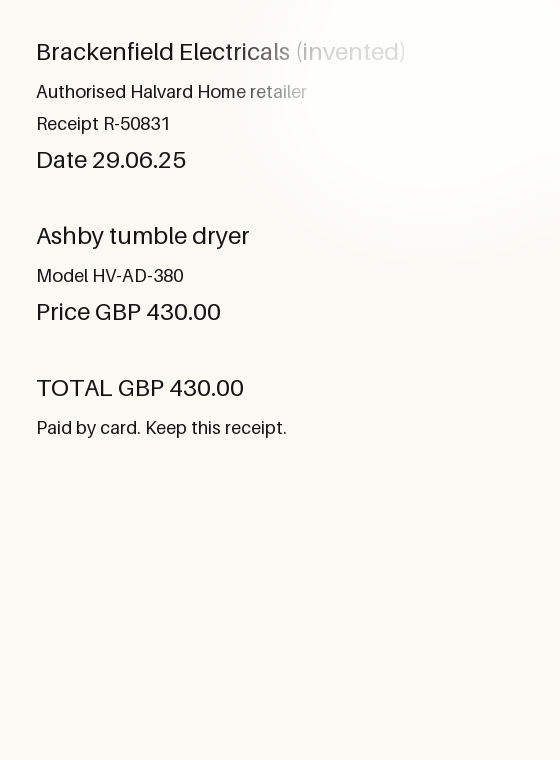 Brackenfield Electricals (invented)
Authorised Halvard Home retailer
Receipt R-50831
Date 29.06.25
Ashby tumble dryer
Model HV-AD-380
Price GBP 430.00
TOTAL GBP 430.00
Paid by card. Keep this receipt.